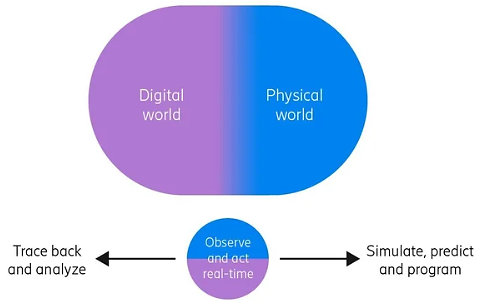 Digital
world
Physical
world
Observe
and act
real-time
Trace back
and analyze
Simulate, predict
and program